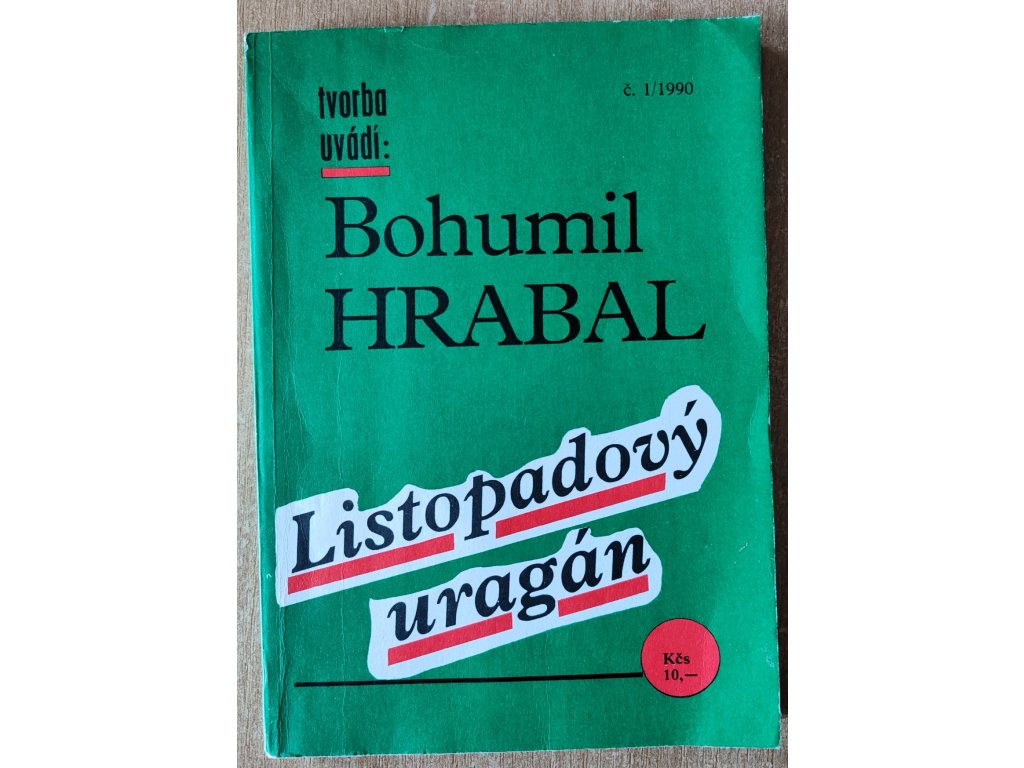 tvorba
uvádí:
č. 1/1990
Bohumil
HRABAL
Listopadový
uragán
Kčs
10,—